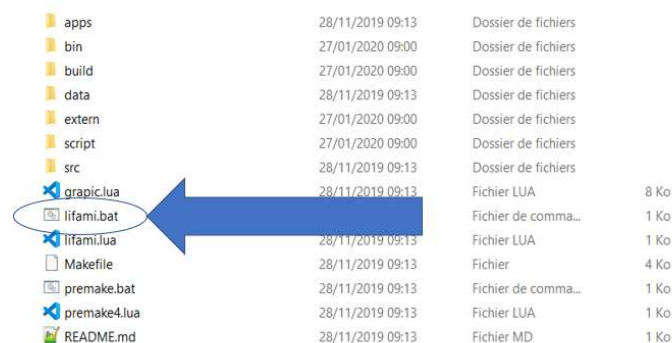 apps 28/11/2019 09:13 Dossier de fichiers
bin 27/01/2020 09:00 Dossier de fichiers
build 27/01/2020 09:00 Dossier de fichiers
data 28/11/2019 09:13 Dossier de fichiers
extern 27/01/2020 09:00 Dossier de fichiers
script 27/01/2020 09:00 Dossier de fichiers
src 28/11/2019 09:13 Dossier de fichiers
grapic.lua 28/11/2019 09:13 Fichier LUA 8 Ko
lifami.bat Fichier de comma... 1 Ko
lifami.lua 28/11/2019 09:13 Fichier LUA 1 Ko
Makefile 28/11/2019 09:13 Fichier 4 Ko
premake.bat 28/11/2019 09:13 Fichier de comma... 1 Ko
premake4.lua 28/11/2019 09:13 Fichier LUA 1 Ko
README.md 28/11/2019 09:13 Fichier MD 1 Ko